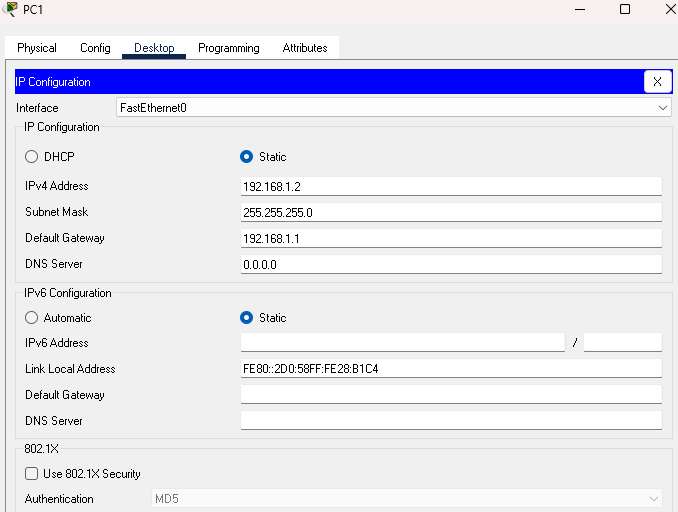 PC1
Physical Config Desktop Programming Attributes
IP Configuration X
Interface FastEthernet0
IP Configuration
DHCP Static
IPv4 Address 192.168.1.2
Subnet Mask 255.255.255.0
Default Gateway 192.168.1.1
DNS Server 0.0.0.0
IPv6 Configuration
Automatic Static
IPv6 Address /
Link Local Address FE80::2D0:58FF:FE28:B1C4
Default Gateway
DNS Server
802.1X
Use 802.1X Security
Authentication MD5